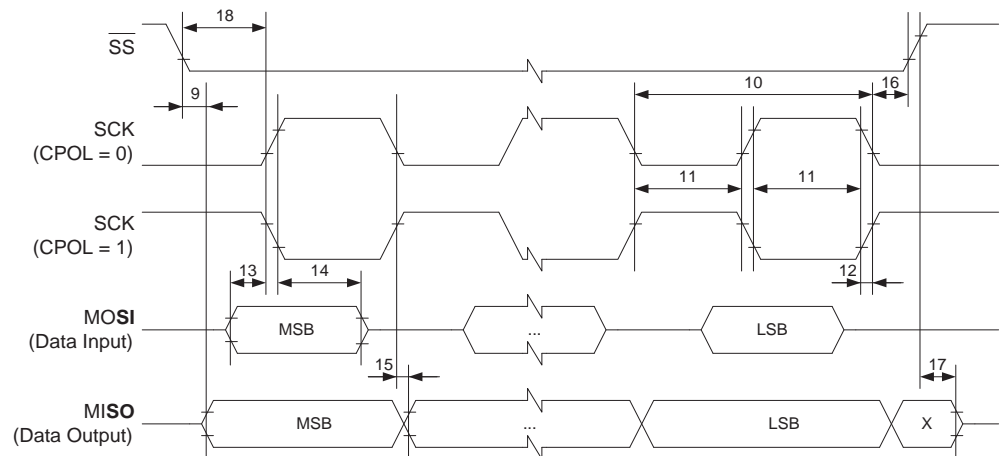 18
SS
9
10
16
SCK
(CPOL = 0)
11
11
SCK
(CPOL = 1)
13
14
12
MOSI
(Data Input)
MSB
...
LSB
15
17
MISO
(Data Output)
MSB
...
LSB
X